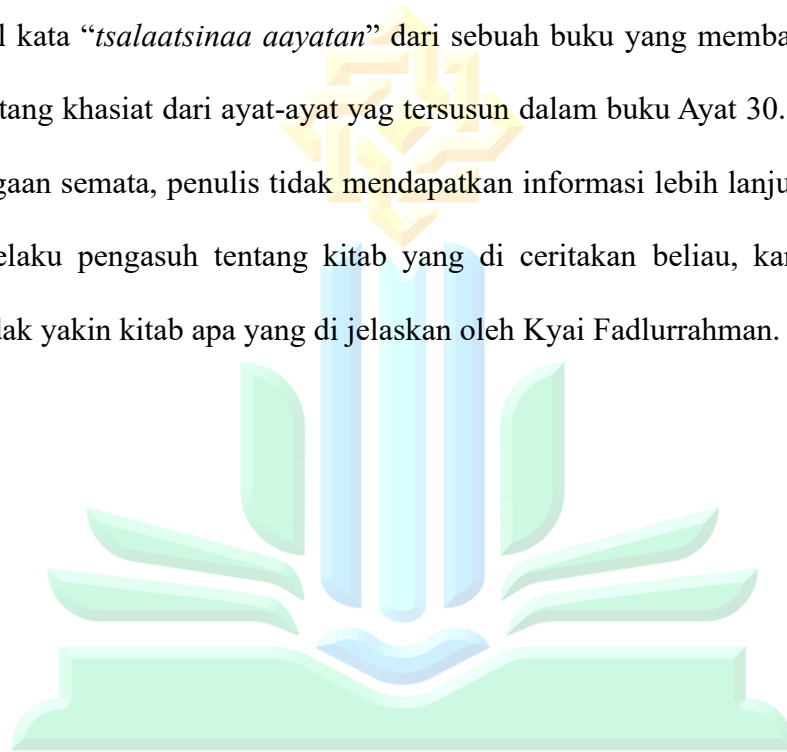 l kata “tsalaatsinaa aayatan” dari sebuah buku yang memba
tang khasiat dari ayat-ayat yag tersusun dalam buku Ayat 30.
gaan semata, penulis tidak mendapatkan informasi lebih lanju
elaku pengasuh tentang kitab yang di ceritakan beliau, kar
lak yakin kitab apa yang di jelaskan oleh Kyai Fadlurrahman.